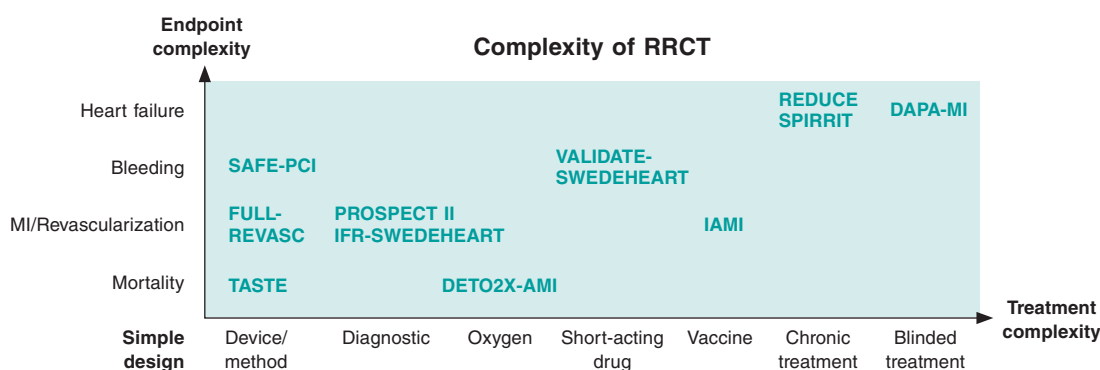 Endpoint
complexity
Complexity of RRCT
Heart failure
REDUCE
SPIRRIT
DAPA-MI
Bleeding
SAFE-PCI
VALIDATE-
SWEDEHEART
MI/Revascularization
FULL-
REVASC
PROSPECT II
IFR-SWEDEHEART
IAMI
Mortality
TASTE
DETO2X-AMI
Treatment
complexity
Simple
design
Device/
method
Diagnostic
Oxygen
Short-acting
drug
Vaccine
Chronic
treatment
Blinded
treatment